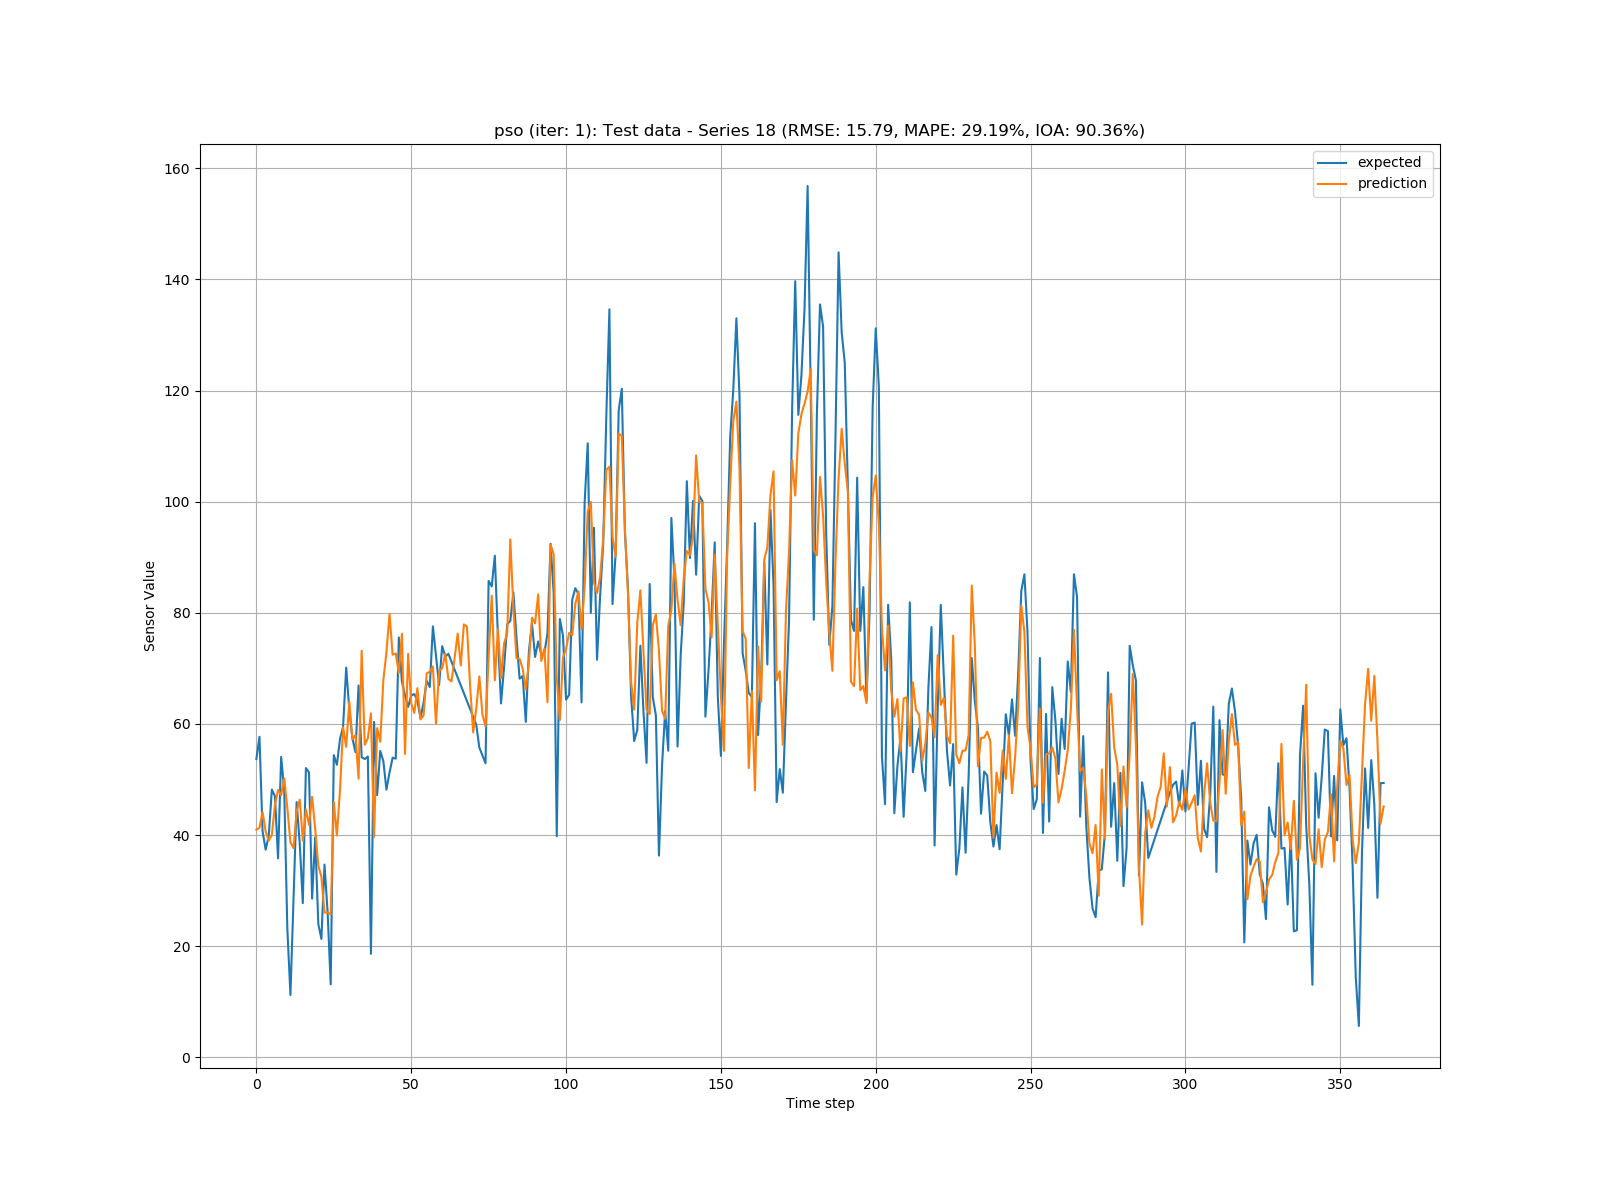 pso (iter: 1): Test data - Series 18 (RMSE: 15.79, MAPE: 29.19%, IOA: 90.36%)
expected
prediction
160
140
120
100
80
60
40
20
0
Sensor Value
0 50 100 150 200 250 300 350
Time step